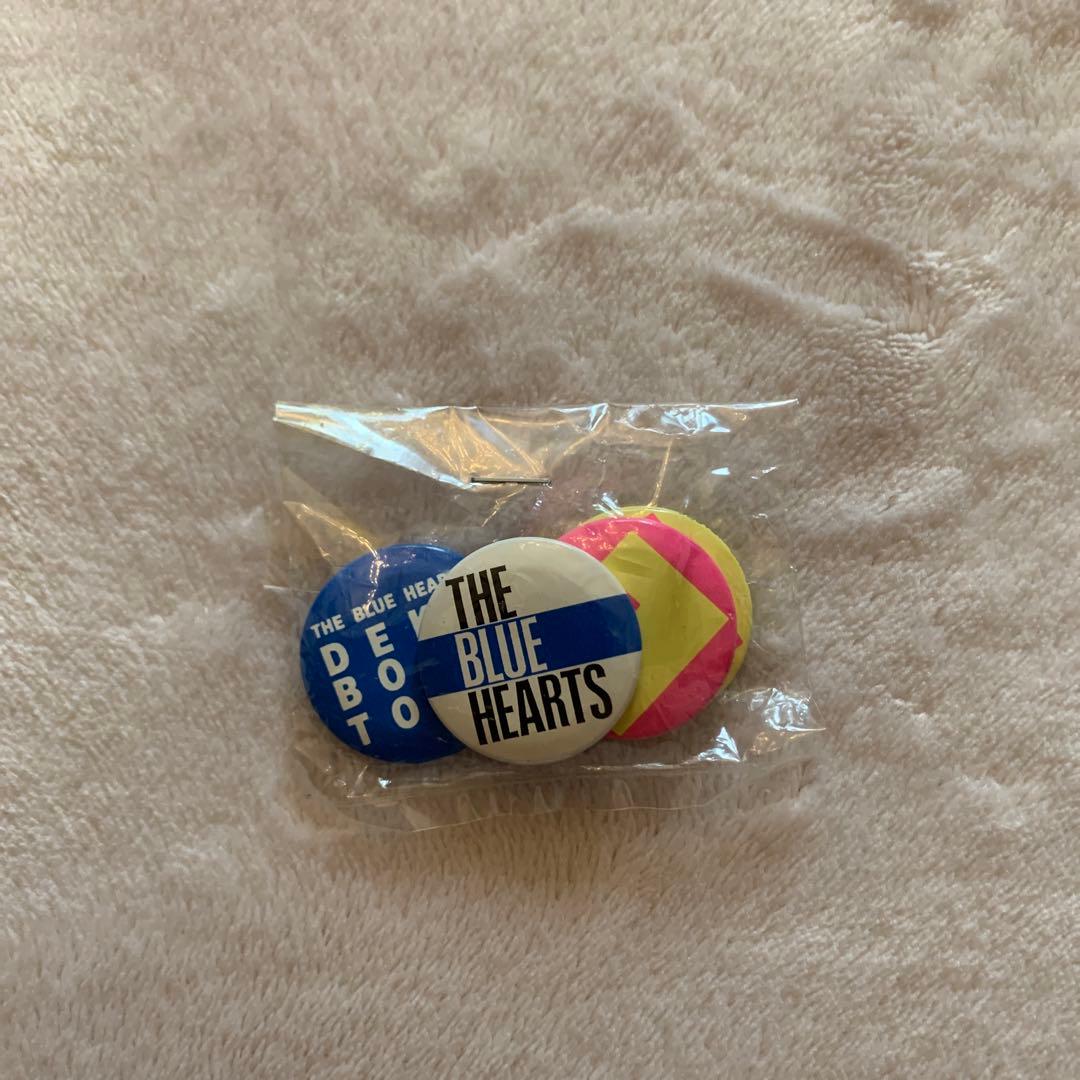 THE BLUE HEAR
D E
B O
T O
THE
BLUE
HEARTS